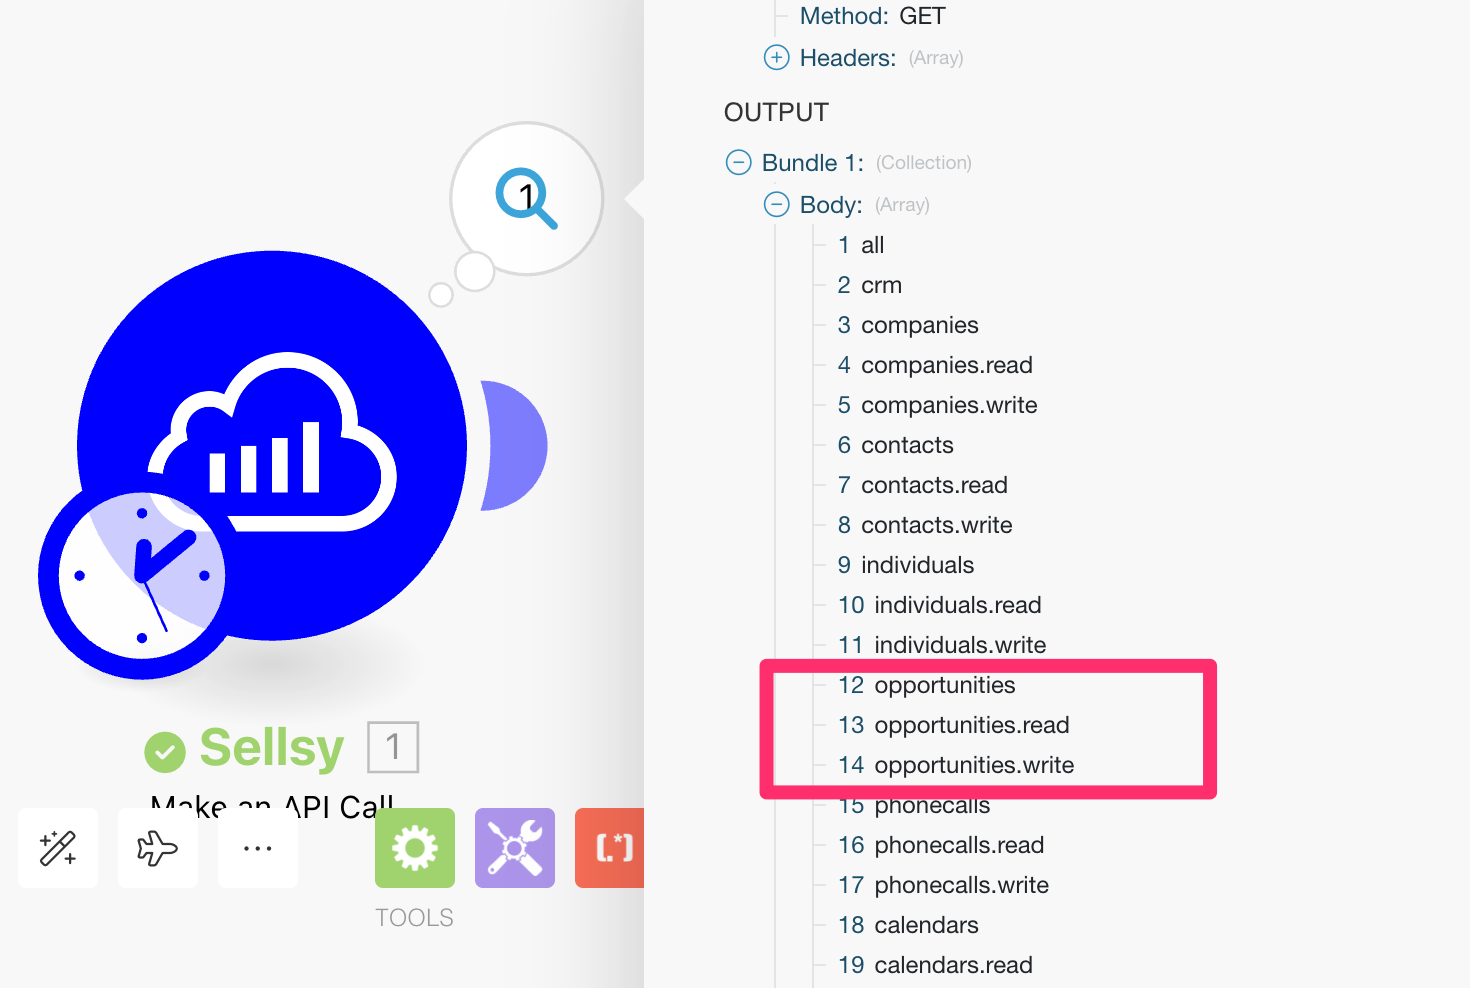 1
Sellsy 1
Make an API Call
TOOLS
[.*]
Method: GET
Headers: (Array)
OUTPUT
Bundle 1: (Collection)
Body: (Array)
1 all
2 crm
3 companies
4 companies.read
5 companies.write
6 contacts
7 contacts.read
8 contacts.write
9 individuals
10 individuals.read
11 individuals.write
12 opportunities
13 opportunities.read
14 opportunities.write
15 phonecalls
16 phonecalls.read
17 phonecalls.write
18 calendars
19 calendars.read